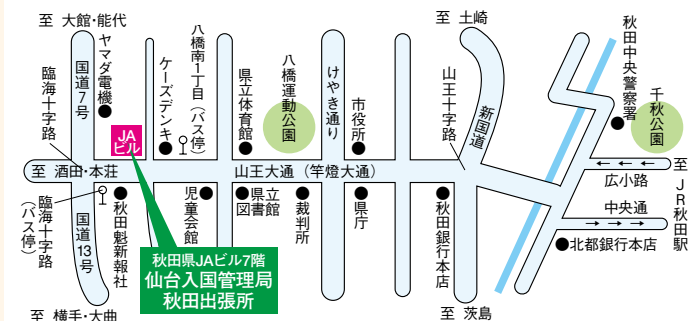 至 大館・能代
ヤマダ電機
国道7号
臨海十字路
JA
ビル
ケーズデンキ
八橋南1丁目(バス停)
県立体育館
八橋運動公園
けやき通り
市役所
至 土崎
山王十字路
新国道
秋田中央警察署
千秋公園
至 酒田・本荘
山王大通(竿燈大通)
広小路
至 JR秋田駅
中央通
臨海十字路
(バス停)
国道13号
秋田魁新報社
児童会館
県立
図書館
裁判所
県庁
秋田銀行本店
北都銀行本店
秋田県JAビル7階
仙台入国管理局
秋田出張所
至 横手・大曲
至 茨島